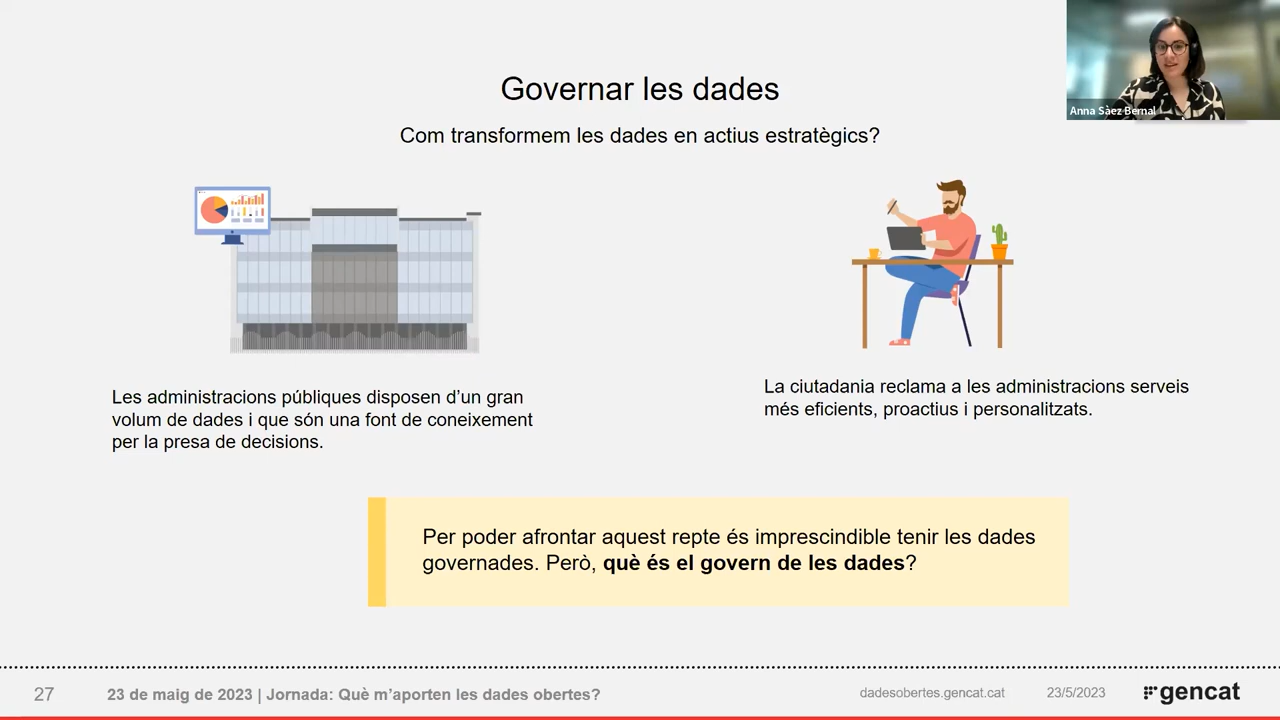 Governar les dades
Com transformem les dades en actius estratègics?
Anna Sàez Bernal
Les administracions públiques disposen d’un gran
volum de dades i que són una font de coneixement
per la presa de decisions.
La ciutadania reclama a les administracions serveis
més eficients, proactius i personalitzats.
Per poder afrontar aquest repte és imprescindible tenir les dades
governades. Però, què és el govern de les dades?
27
23 de maig de 2023 | Jornada: Què m’aporten les dades obertes?
dadesobertes.gencat.cat
23/5/2023
gencat